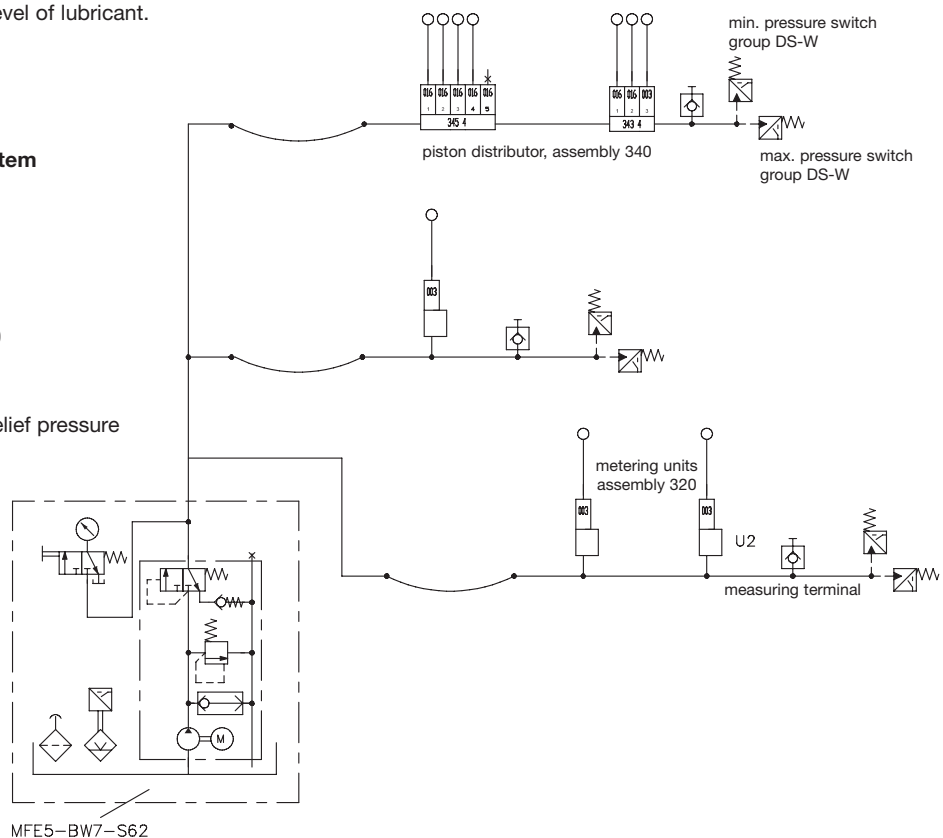 evel of lubricant.
min. pressure switch
group DS-W
016 016 016 016 016
1 2 3 4 5
345 4
016 016 003
1 2 3
343 4
tem
piston distributor, assembly 340
max. pressure switch
group DS-W
003
)
elief pressure
metering units
assembly 320
003
003
U2
measuring terminal
M
MFE5-BW7-S62